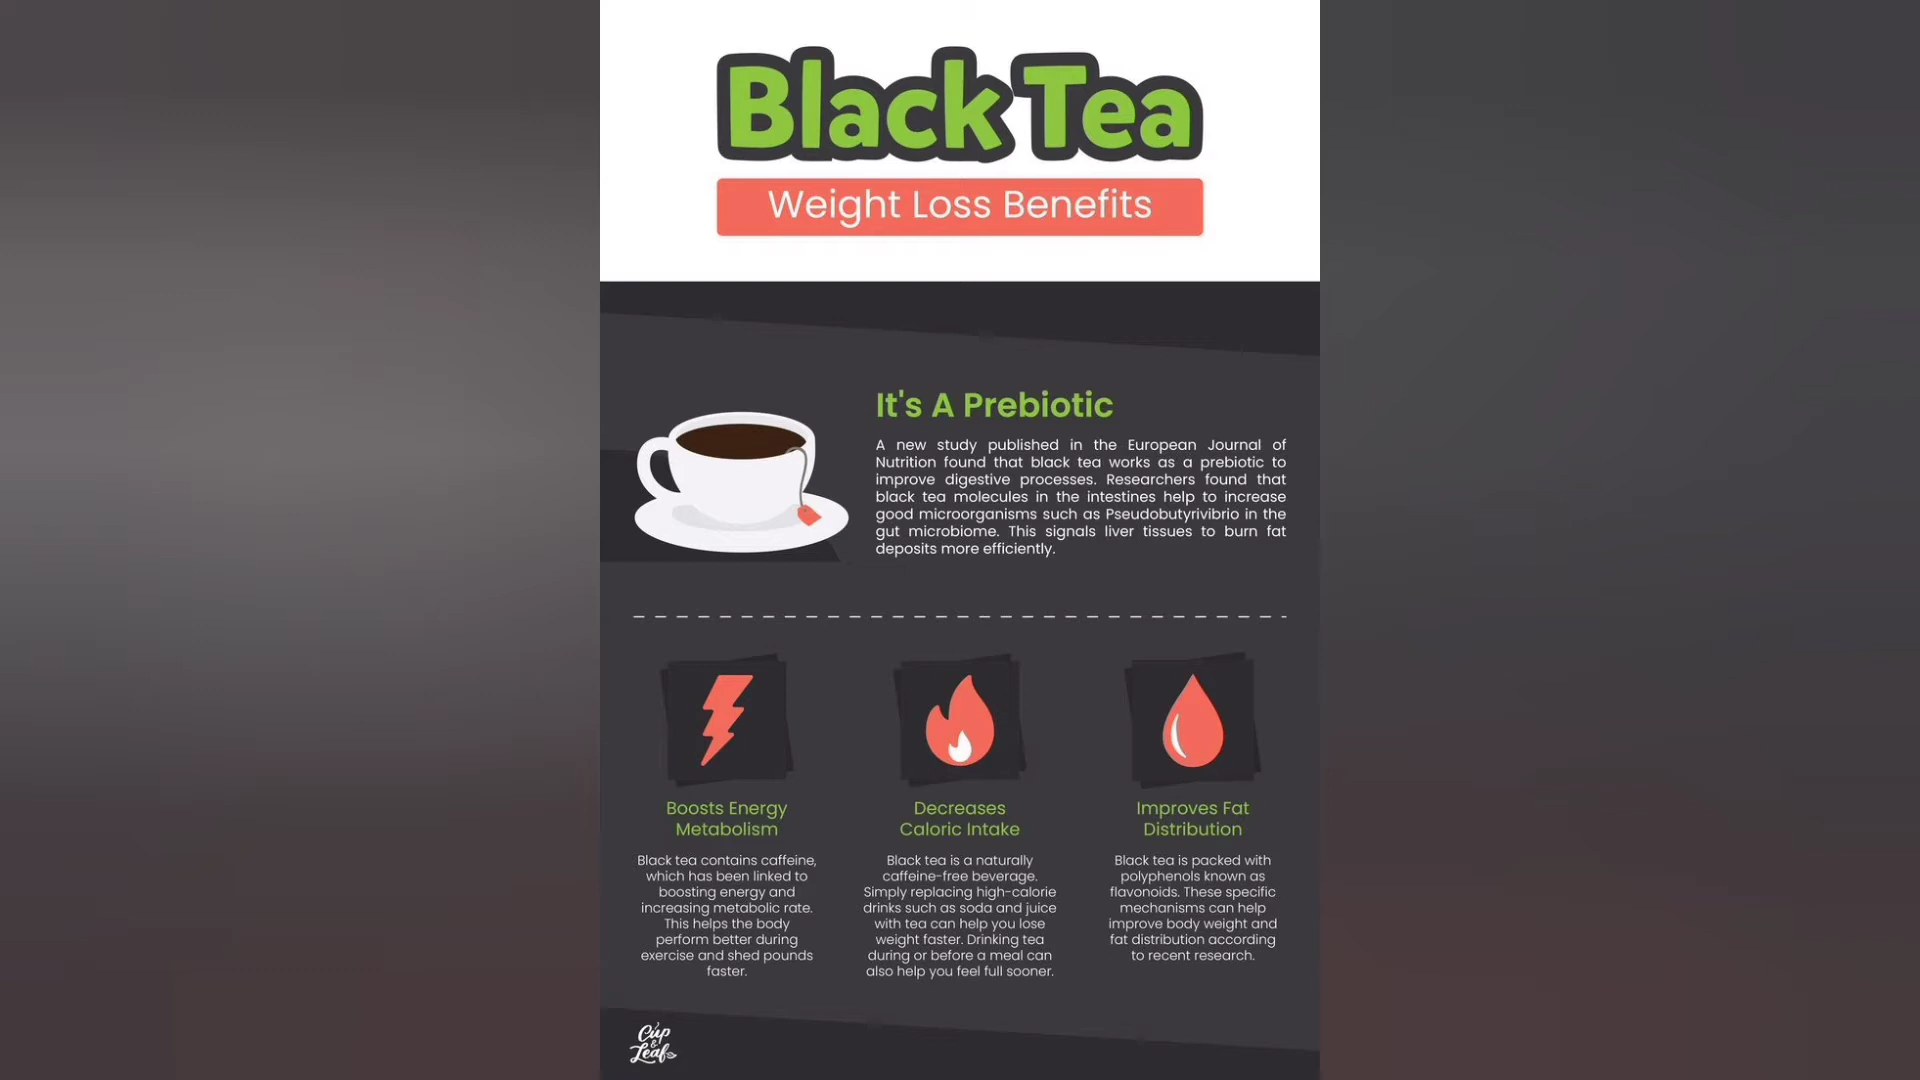 Black Tea
Weight Loss Benefits
It's A Prebiotic
A new study published in the European Journal of
Nutrition found that black tea works as a prebiotic to
improve digestive processes. Researchers found that
black tea molecules in the intestines help to increase
good microorganisms such as Pseudobutyrivibrio in the
gut microbiome. This signals liver tissues to burn fat
deposits more efficiently.
Boosts Energy
Metabolism
Black tea contains caffeine,
which has been linked to
boosting energy and
increasing metabolic rate.
This helps the body
perform better during
exercise and shed pounds
faster.
Decreases
Caloric Intake
Black tea is a naturally
caffeine-free beverage.
Simply replacing high-calorie
drinks such as soda and juice
with tea can help you lose
weight faster. Drinking tea
during or before a meal can
also help you feel full sooner.
Improves Fat
Distribution
Black tea is packed with
polyphenols known as
flavonoids. These specific
mechanisms can help
improve body weight and
fat distribution according
to recent research.
Cup
&
Leaf